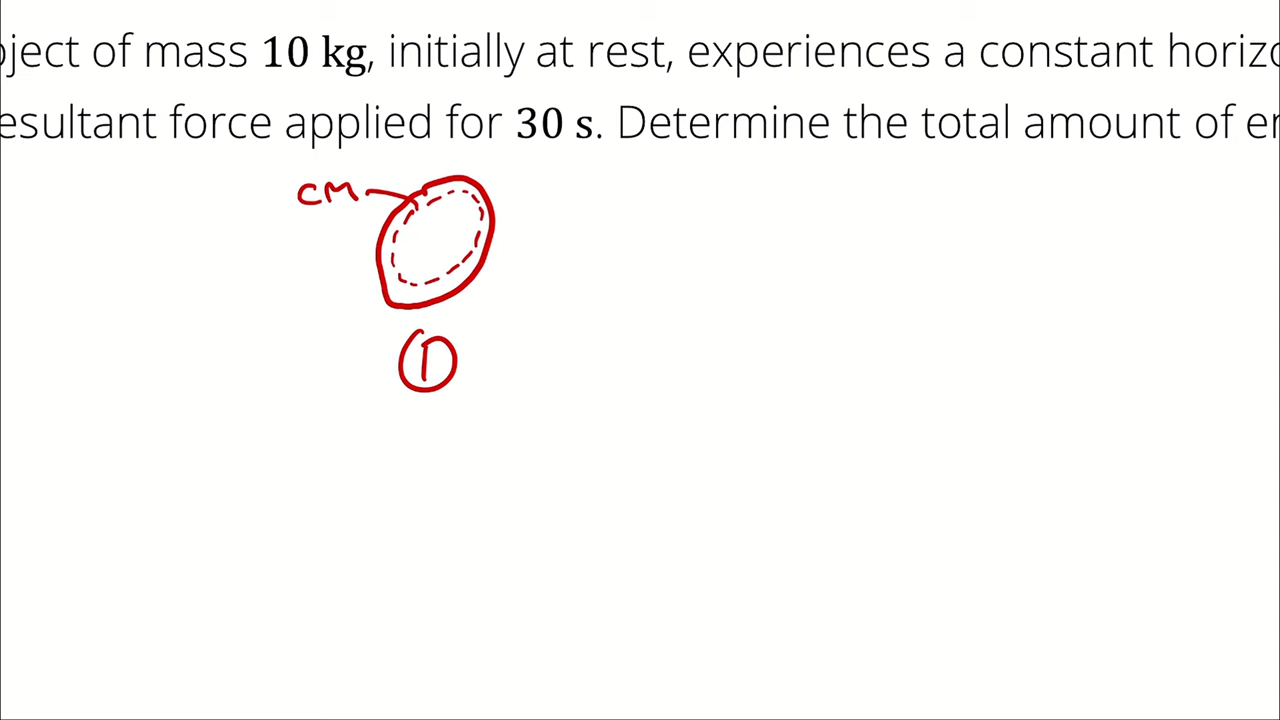 bject of mass 10 kg, initially at rest, experiences a constant horizo
esultant force applied for 30 s. Determine the total amount of er
CM
1